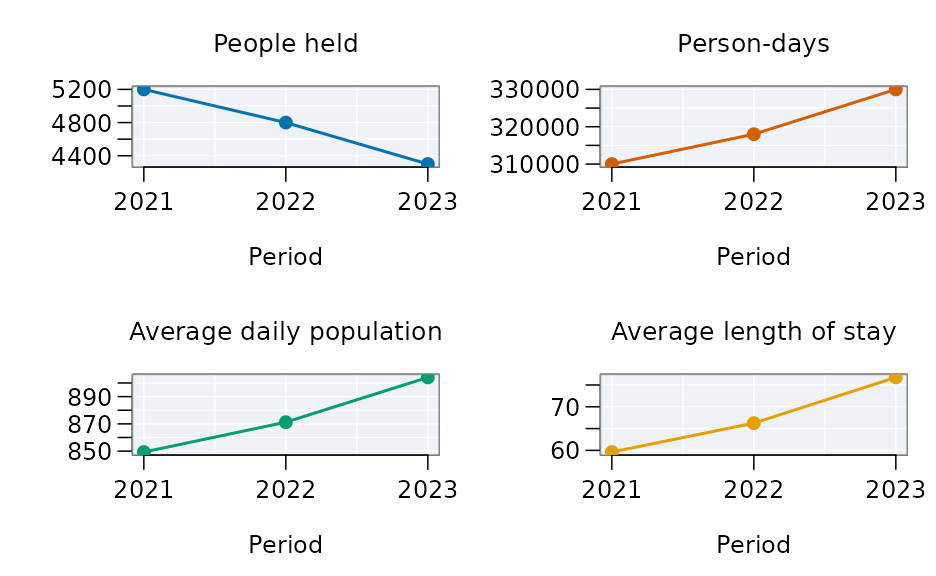 People held
5200
4800
4400
2021 2022 2023
Period
Person-days
330000
320000
310000
2021 2022 2023
Period
Average daily population
890
870
850
2021 2022 2023
Period
Average length of stay
70
60
2021 2022 2023
Period